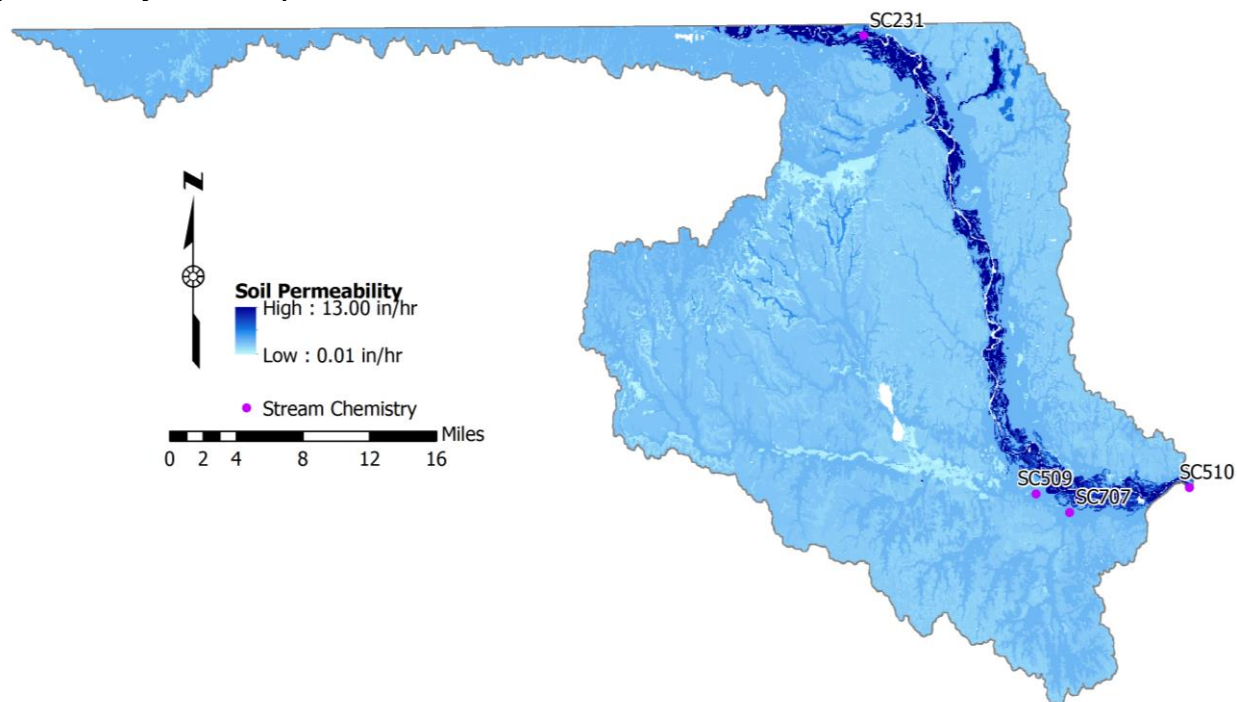 SC231
N
Soil Permeability
High : 13.00 in/hr
Low : 0.01 in/hr
Stream Chemistry
Miles
0 2 4 8 12 16
SC509
SC510
SC707